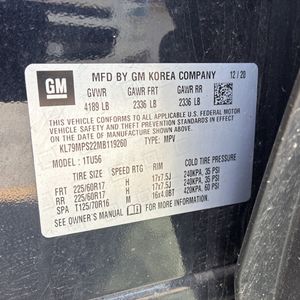 GM
MFD BY GM KOREA COMPANY 12/20
GVWR GAWR FRT GAWR RR
4189 LB 2336 LB 2336 LB
THIS VEHICLE CONFORMS TO ALL APPLICABLE U.S. FEDERAL MOTOR
VEHICLE SAFETY, BUMPER, AND THEFT PREVENTION STANDARDS IN EFFECT
ON THE DATE OF MANUFACTURE SHOWN ABOVE.
KL79MPS22MB119260 TYPE: MPV
MODEL: 1TU56
TIRE SIZE SPEED RTG RIM COLD TIRE PRESSURE
FRT 225/60R17 H 17x7.5J 240KPA, 35 PSI
RR 225/60R17 H 17x7.5J 240KPA, 35 PSI
SPA T125/70R16 M 16x4.0BT 420KPA, 60 PSI
SEE OWNER'S MANUAL FOR ADDITIONAL INFORMATION.